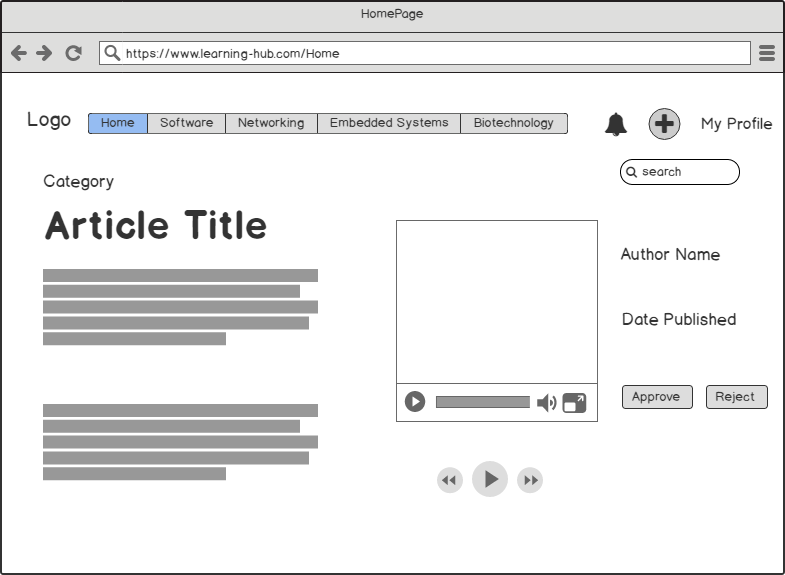 HomePage
https://www.learning-hub.com/Home
Logo
Home Software Networking Embedded Systems Biotechnology
My Profile
search
Category
Article Title
Author Name
Date Published
Approve Reject